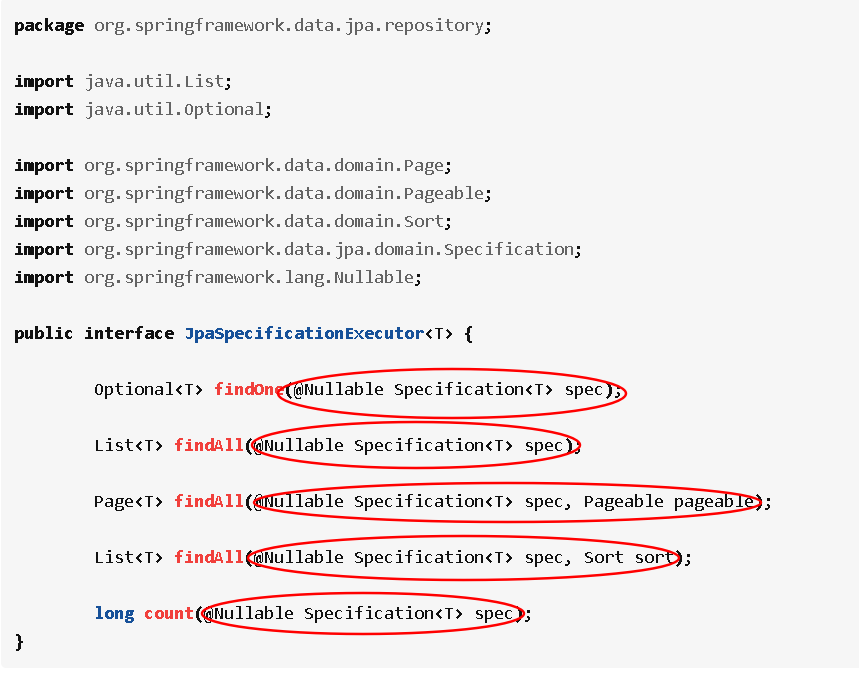 package org.springframework.data.jpa.repository;
import java.util.List;
import java.util.Optional;
import org.springframework.data.domain.Page;
import org.springframework.data.domain.Pageable;
import org.springframework.data.domain.Sort;
import org.springframework.data.jpa.domain.Specification;
import org.springframework.lang.Nullable;
public interface JpaSpecificationExecutor<T> {
Optional<T> findOne(@Nullable Specification<T> spec);
List<T> findAll(@Nullable Specification<T> spec);
Page<T> findAll(@Nullable Specification<T> spec, Pageable pageable);
List<T> findAll(@Nullable Specification<T> spec, Sort sort);
long count(@Nullable Specification<T> spec);
}